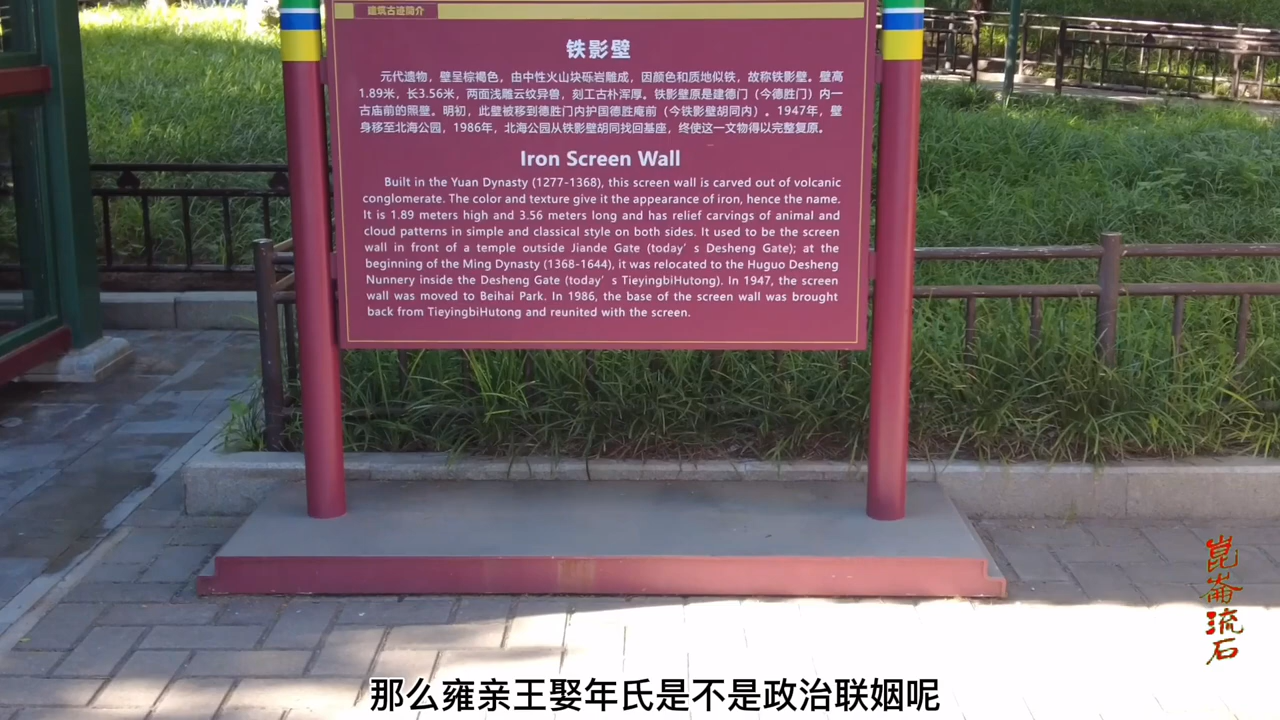 建筑古迹简介
铁影壁
元代遗物，壁呈棕褐色，由中性火山块砾岩雕成，因颜色和质地似铁，故称铁影壁。壁高
1.89米，长3.56米，两面浅雕云纹异兽，刻工古朴浑厚。铁影壁原是建德门（今德胜门）内一
古庙前的照壁。明初，此壁被移到德胜门内护国德胜庵前（今铁影壁胡同内）。1947年，壁
身移至北海公园，1986年，北海公园从铁影壁胡同找回基座，终使这一文物得以完整复原。
Iron Screen Wall
Built in the Yuan Dynasty (1277-1368), this screen wall is carved out of volcanic
conglomerate. The color and texture give it the appearance of iron, hence the name.
It is 1.89 meters high and 3.56 meters long and has relief carvings of animal and
cloud patterns in simple and classical style on both sides. It used to be the screen
wall in front of a temple outside Jiande Gate (today's Desheng Gate); at the
beginning of the Ming Dynasty (1368-1644), it was relocated to the Huguo Desheng
Nunnery inside the Desheng Gate (today's TieyingbiHutong). In 1947, the screen
wall was moved to Beihai Park. In 1986, the base of the screen wall was brought
back from TieyingbiHutong and reunited with the screen.
崑崙流石
那么雍亲王娶年氏是不是政治联姻呢